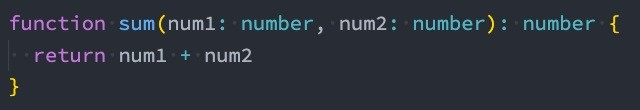 function sum(num1: number, num2: number): number {
  return num1 + num2
}